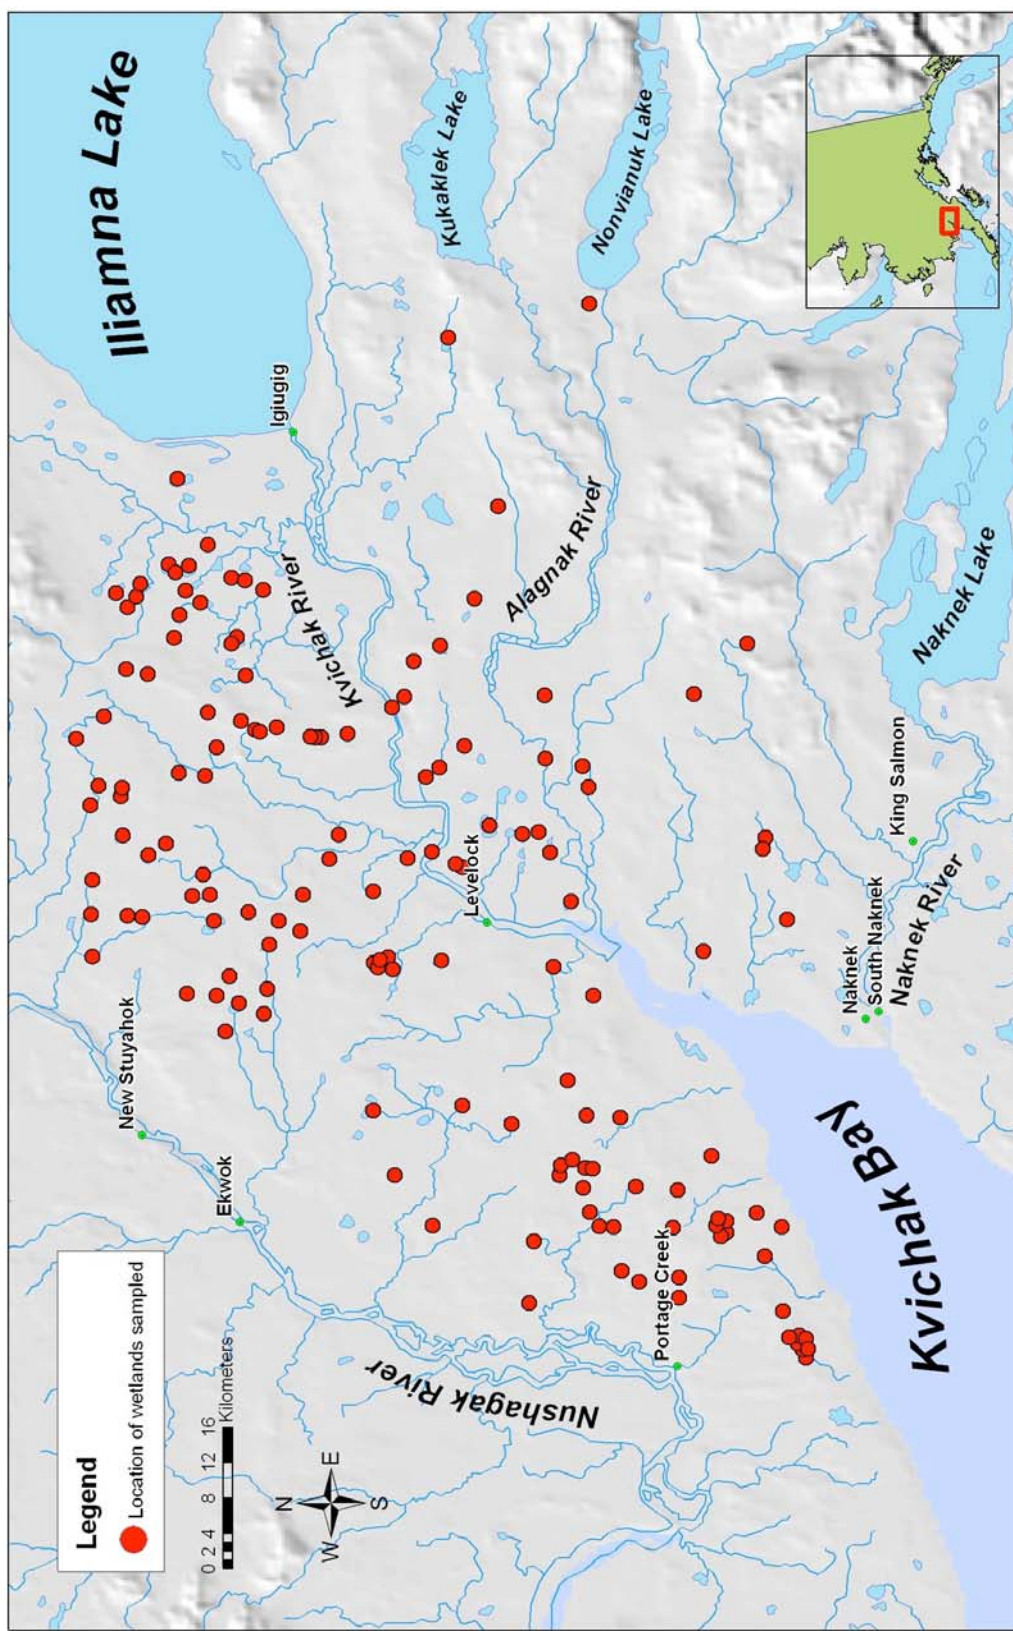 Legend
Location of wetlands sampled
0 2 4 8 12 16
Kilometers
N
W
E
S
New Stuyahok
Ekwok
Nushagak River
Portage Creek
Iliamna Lake
Igiugig
Kvichak River
Kukaklek Lake
Nonvianuk Lake
Alagnak River
Levelock
Naknek
South Naknek
Naknek River
King Salmon
Naknek Lake
Kvichak Bay